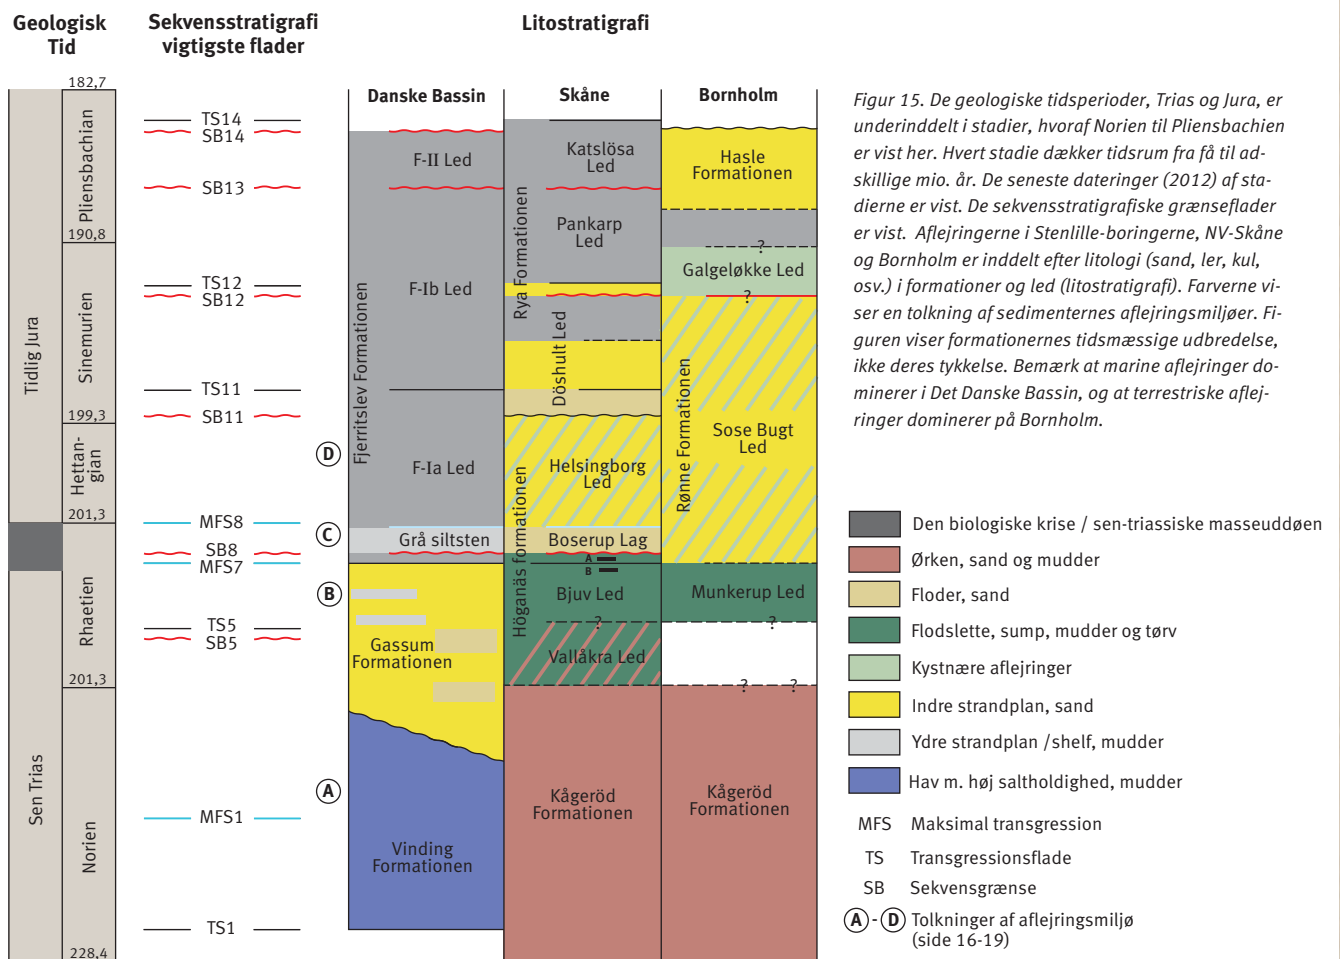 Geologisk
Tid
Sekvensstratigrafi
vigtigste flader
Litostratigrafi
Danske Bassin
Skåne
Bornholm
182,7
Pliensbachian
190,8
Sinemurien
199,3
Hettan-
gian
201,3
Rhaetien
201,3
Norien
228,4
Tidlig Jura
Sen Trias
TS14
SB14
SB13
TS12
SB12
TS11
SB11
MFS8
SB8
MFS7
TS5
SB5
MFS1
TS1
D
C
B
A
Fjerritslev Formationen
F-II Led
F-Ib Led
F-Ia Led
Grå siltsten
Gassum
Formationen
Vinding
Formationen
Rya Formationen
Katslösa
Led
Pankarp
Led
Döshult Led
Höganäs formationen
Helsingborg
Led
Boserup Lag
A
B
Bjuv Led
?
Vallåkra Led
Kågeröd
Formationen
Hasle
Formationen
?
Galgeløkke Led
?
Rønne Formationen
Sose Bugt
Led
Munkerup Led
?
? ?
Kågeröd
Formationen
Figur 15. De geologiske tidsperioder, Trias og Jura, er
underinddelt i stadier, hvoraf Norien til Pliensbachien
er vist her. Hvert stadie dækker tidsrum fra få til ad-
skillige mio. år. De seneste dateringer (2012) af sta-
dierne er vist. De sekvensstratigrafiske grænseflader
er vist. Aflejringerne i Stenlille-boringerne, NV-Skåne
og Bornholm er inddelt efter litologi (sand, ler, kul,
osv.) i formationer og led (litostratigrafi). Farverne vi-
ser en tolkning af sedimenternes aflejringsmiljøer. Fi-
guren viser formationernes tidsmæssige udbredelse,
ikke deres tykkelse. Bemærk at marine aflejringer do-
minerer i Det Danske Bassin, og at terrestriske aflej-
ringer dominerer på Bornholm.
Den biologiske krise / sen-triassiske masseuddøen
Ørken, sand og mudder
Floder, sand
Flodslette, sump, mudder og tørv
Kystnære aflejringer
Indre strandplan, sand
Ydre strandplan /shelf, mudder
Hav m. høj saltholdighed, mudder
MFS Maksimal transgression
TS Transgressionsflade
SB Sekvensgrænse
A - D Tolkninger af aflejringsmiljø
(side 16-19)